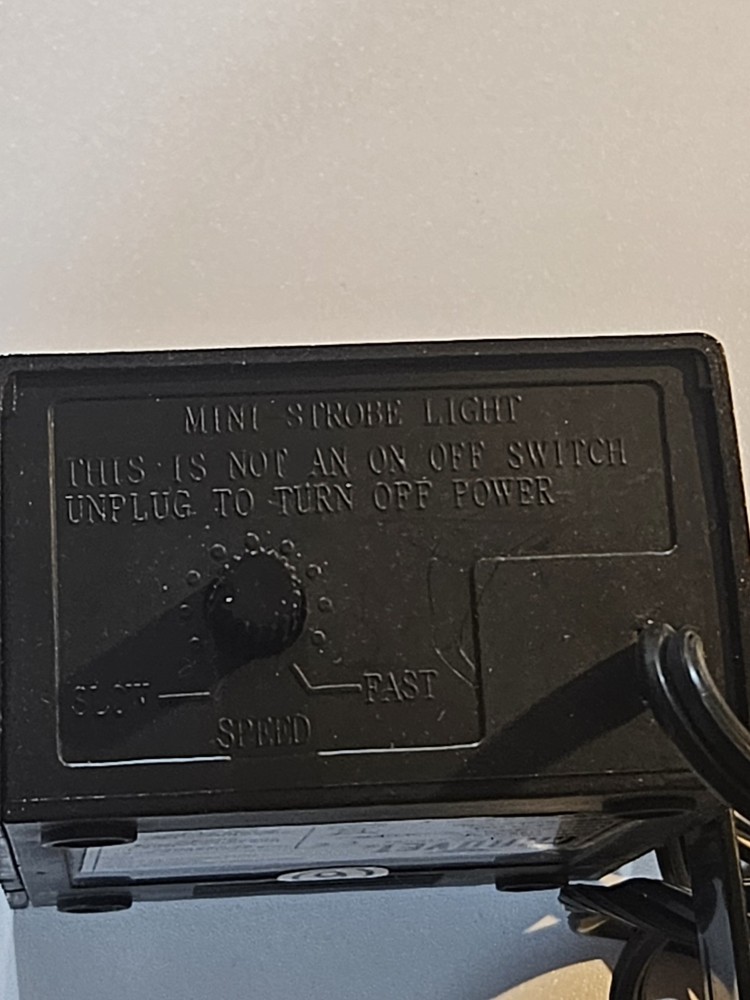 MINI STROBE LIGHT
THIS IS NOT AN ON OFF SWITCH
UNPLUG TO TURN OFF POWER
SLOW
FAST
SPEED